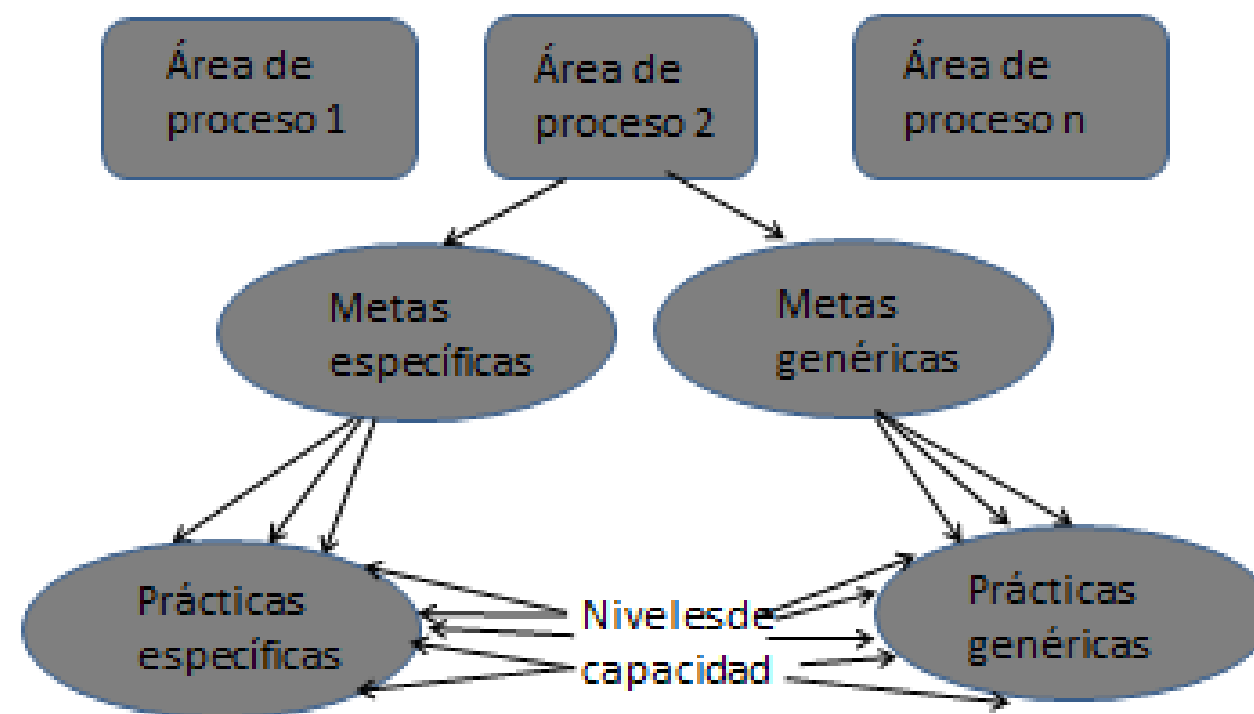 Área de
proceso 1
Área de
proceso 2
Área de
proceso n
Metas
específicas
Metas
genéricas
Prácticas
específicas
Nivelesde
capacidad
Prácticas
genéricas